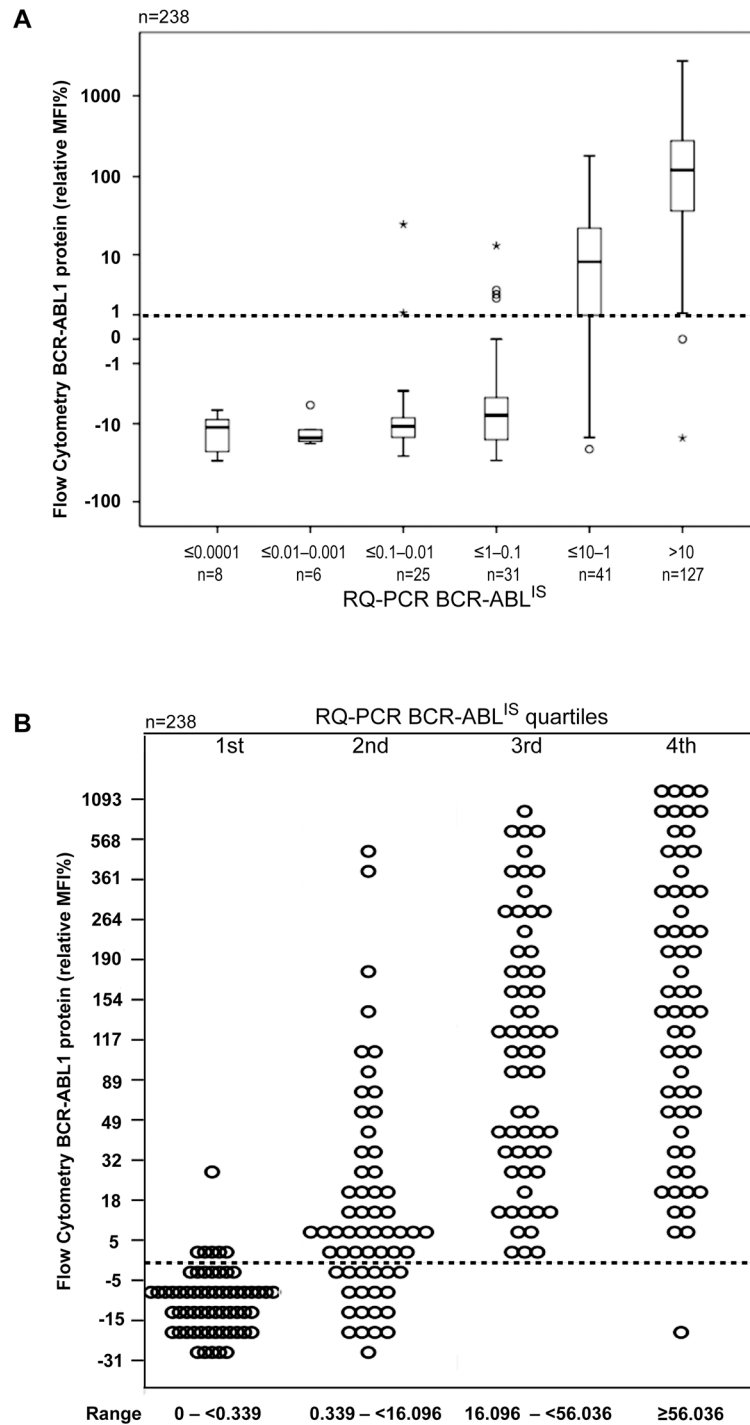 A
n=238
Flow Cytometry BCR-ABL1 protein (relative MFI%)
1000
100
10
1
0
-1
-10
-100
≤0.0001 ≤0.01–0.001 ≤0.1–0.01 ≤1–0.1 ≤10–1 >10
n=8 n=6 n=25 n=31 n=41 n=127
RQ-PCR BCR-ABL^IS
B
n=238
RQ-PCR BCR-ABL^IS quartiles
1st 2nd 3rd 4th
Flow Cytometry BCR-ABL1 protein (relative MFI%)
1093
568
361
264
190
154
117
89
49
32
18
5
-5
-15
-31
Range 0 – <0.339 0.339 – <16.096 16.096 – <56.036 ≥56.036